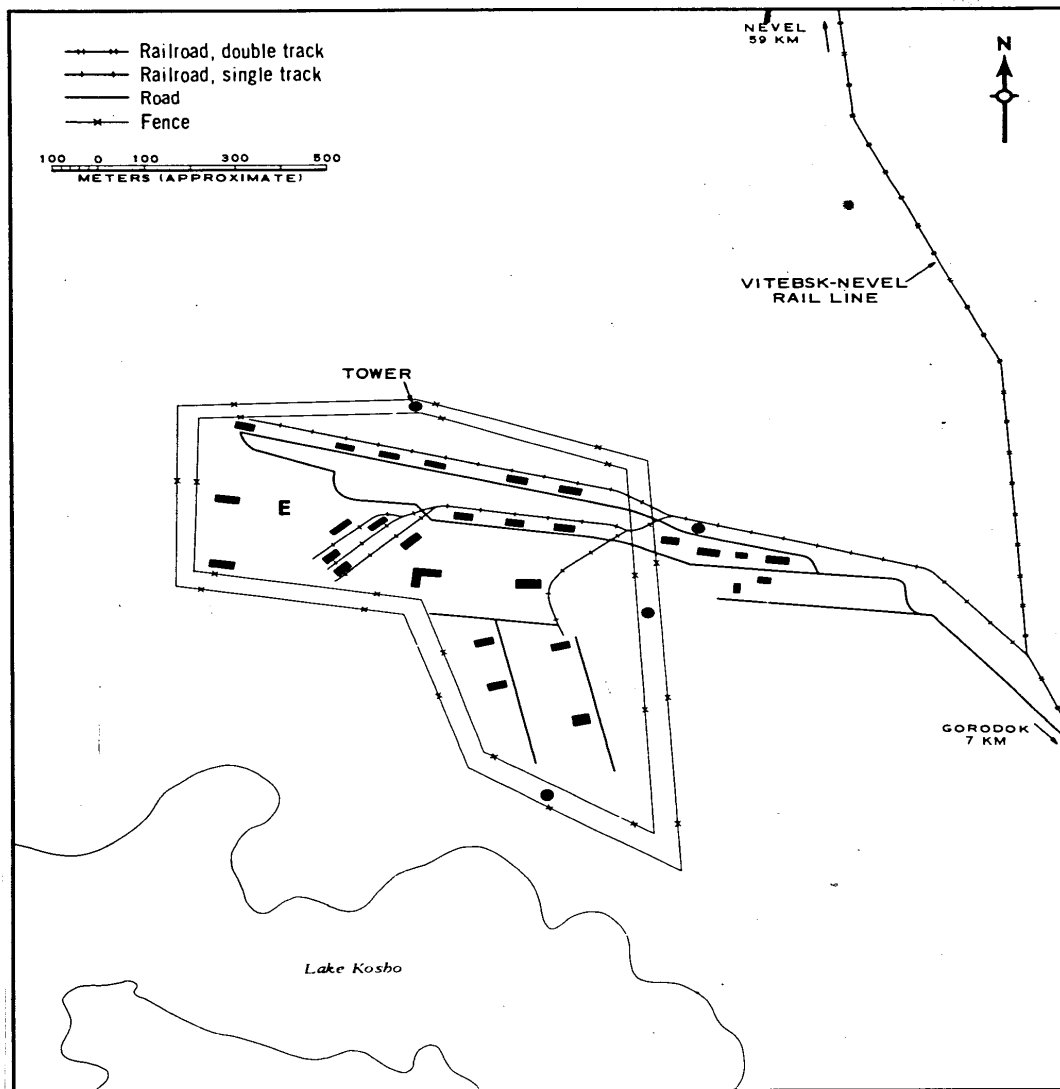 Railroad, double track
Railroad, single track
Road
Fence
100 0 100 300 500
METERS (APPROXIMATE)
NEVEL
59 KM
N
VITEBSK-NEVEL
RAIL LINE
TOWER
E
GORODOK
7 KM
Lake Kosho